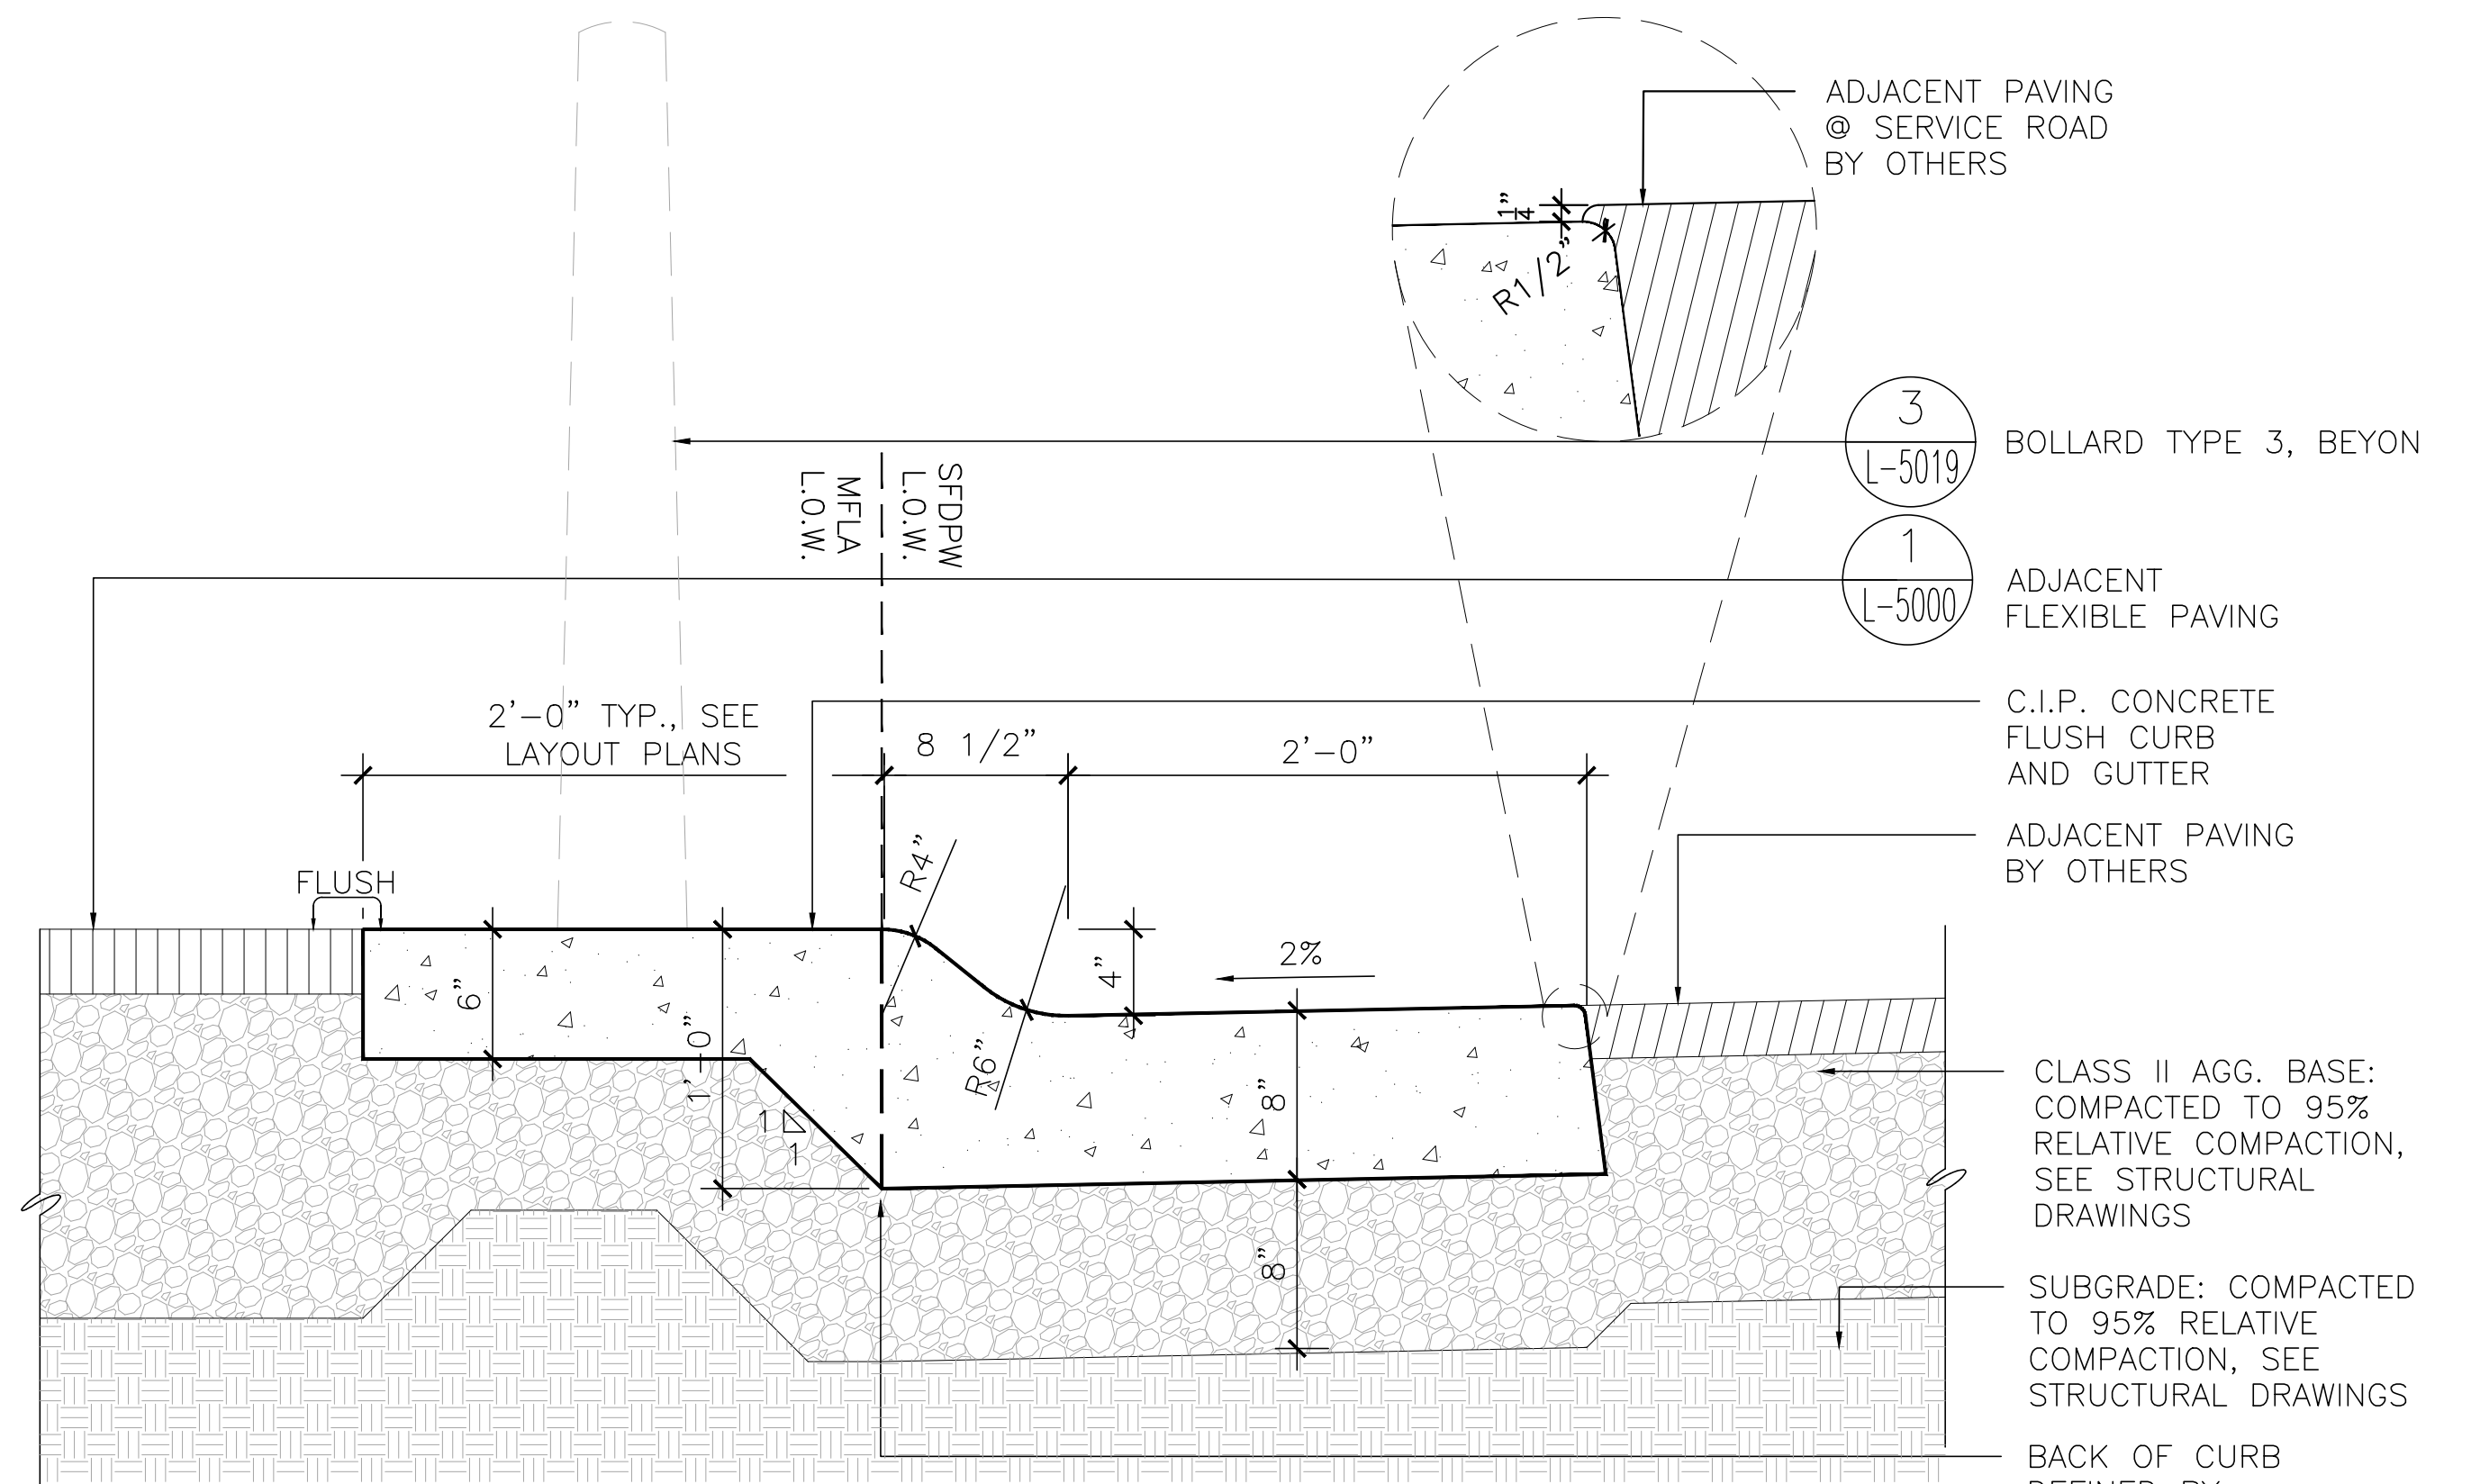 ADJACENT PAVING
@ SERVICE ROAD
BY OTHERS
1/4"
R1/2"
3
L-5019
BOLLARD TYPE 3, BEYON
MFLA
L.O.W.
SFDPW
L.O.W.
1
L-5000
ADJACENT
FLEXIBLE PAVING
C.I.P. CONCRETE
FLUSH CURB
AND GUTTER
2'-0" TYP., SEE
LAYOUT PLANS
8 1/2"
2'-0"
ADJACENT PAVING
BY OTHERS
FLUSH
R4"
R6"
4"
2%
6"
1'-0"
1
1
8"
8"
CLASS II AGG. BASE:
COMPACTED TO 95%
RELATIVE COMPACTION,
SEE STRUCTURAL
DRAWINGS
SUBGRADE: COMPACTED
TO 95% RELATIVE
COMPACTION, SEE
STRUCTURAL DRAWINGS
BACK OF CURB